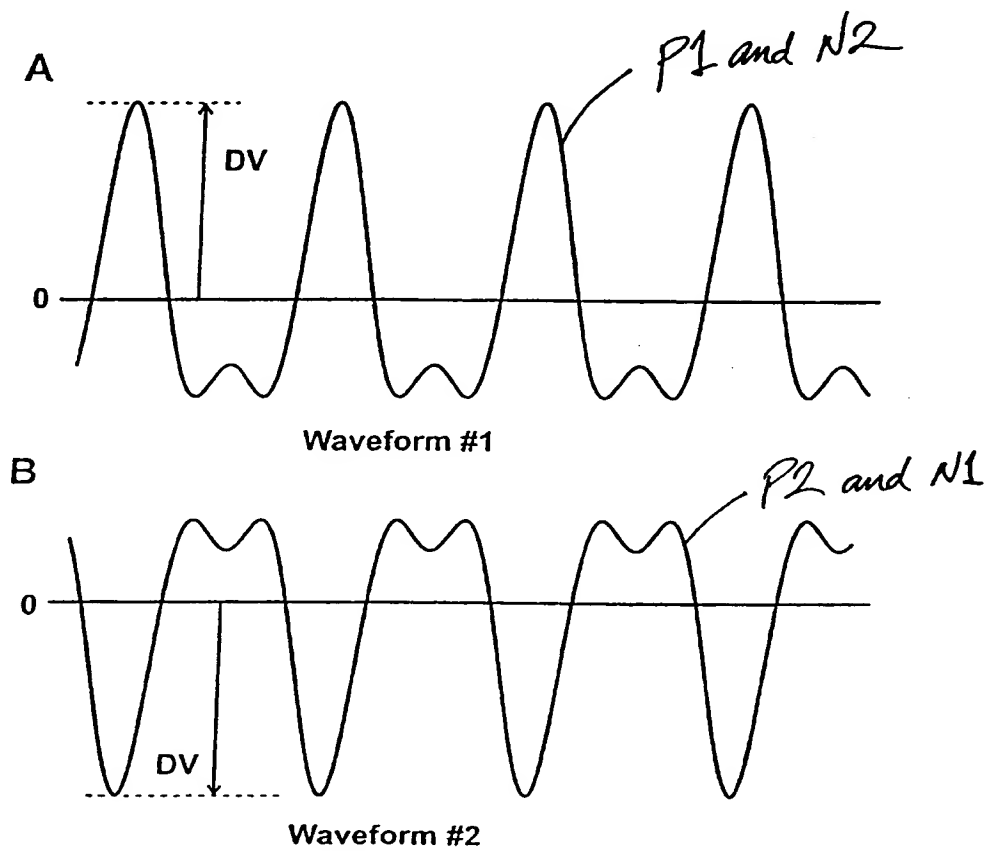 A
P1 and N2
DV
0
Waveform #1
B
P2 and N1
0
DV
Waveform #2